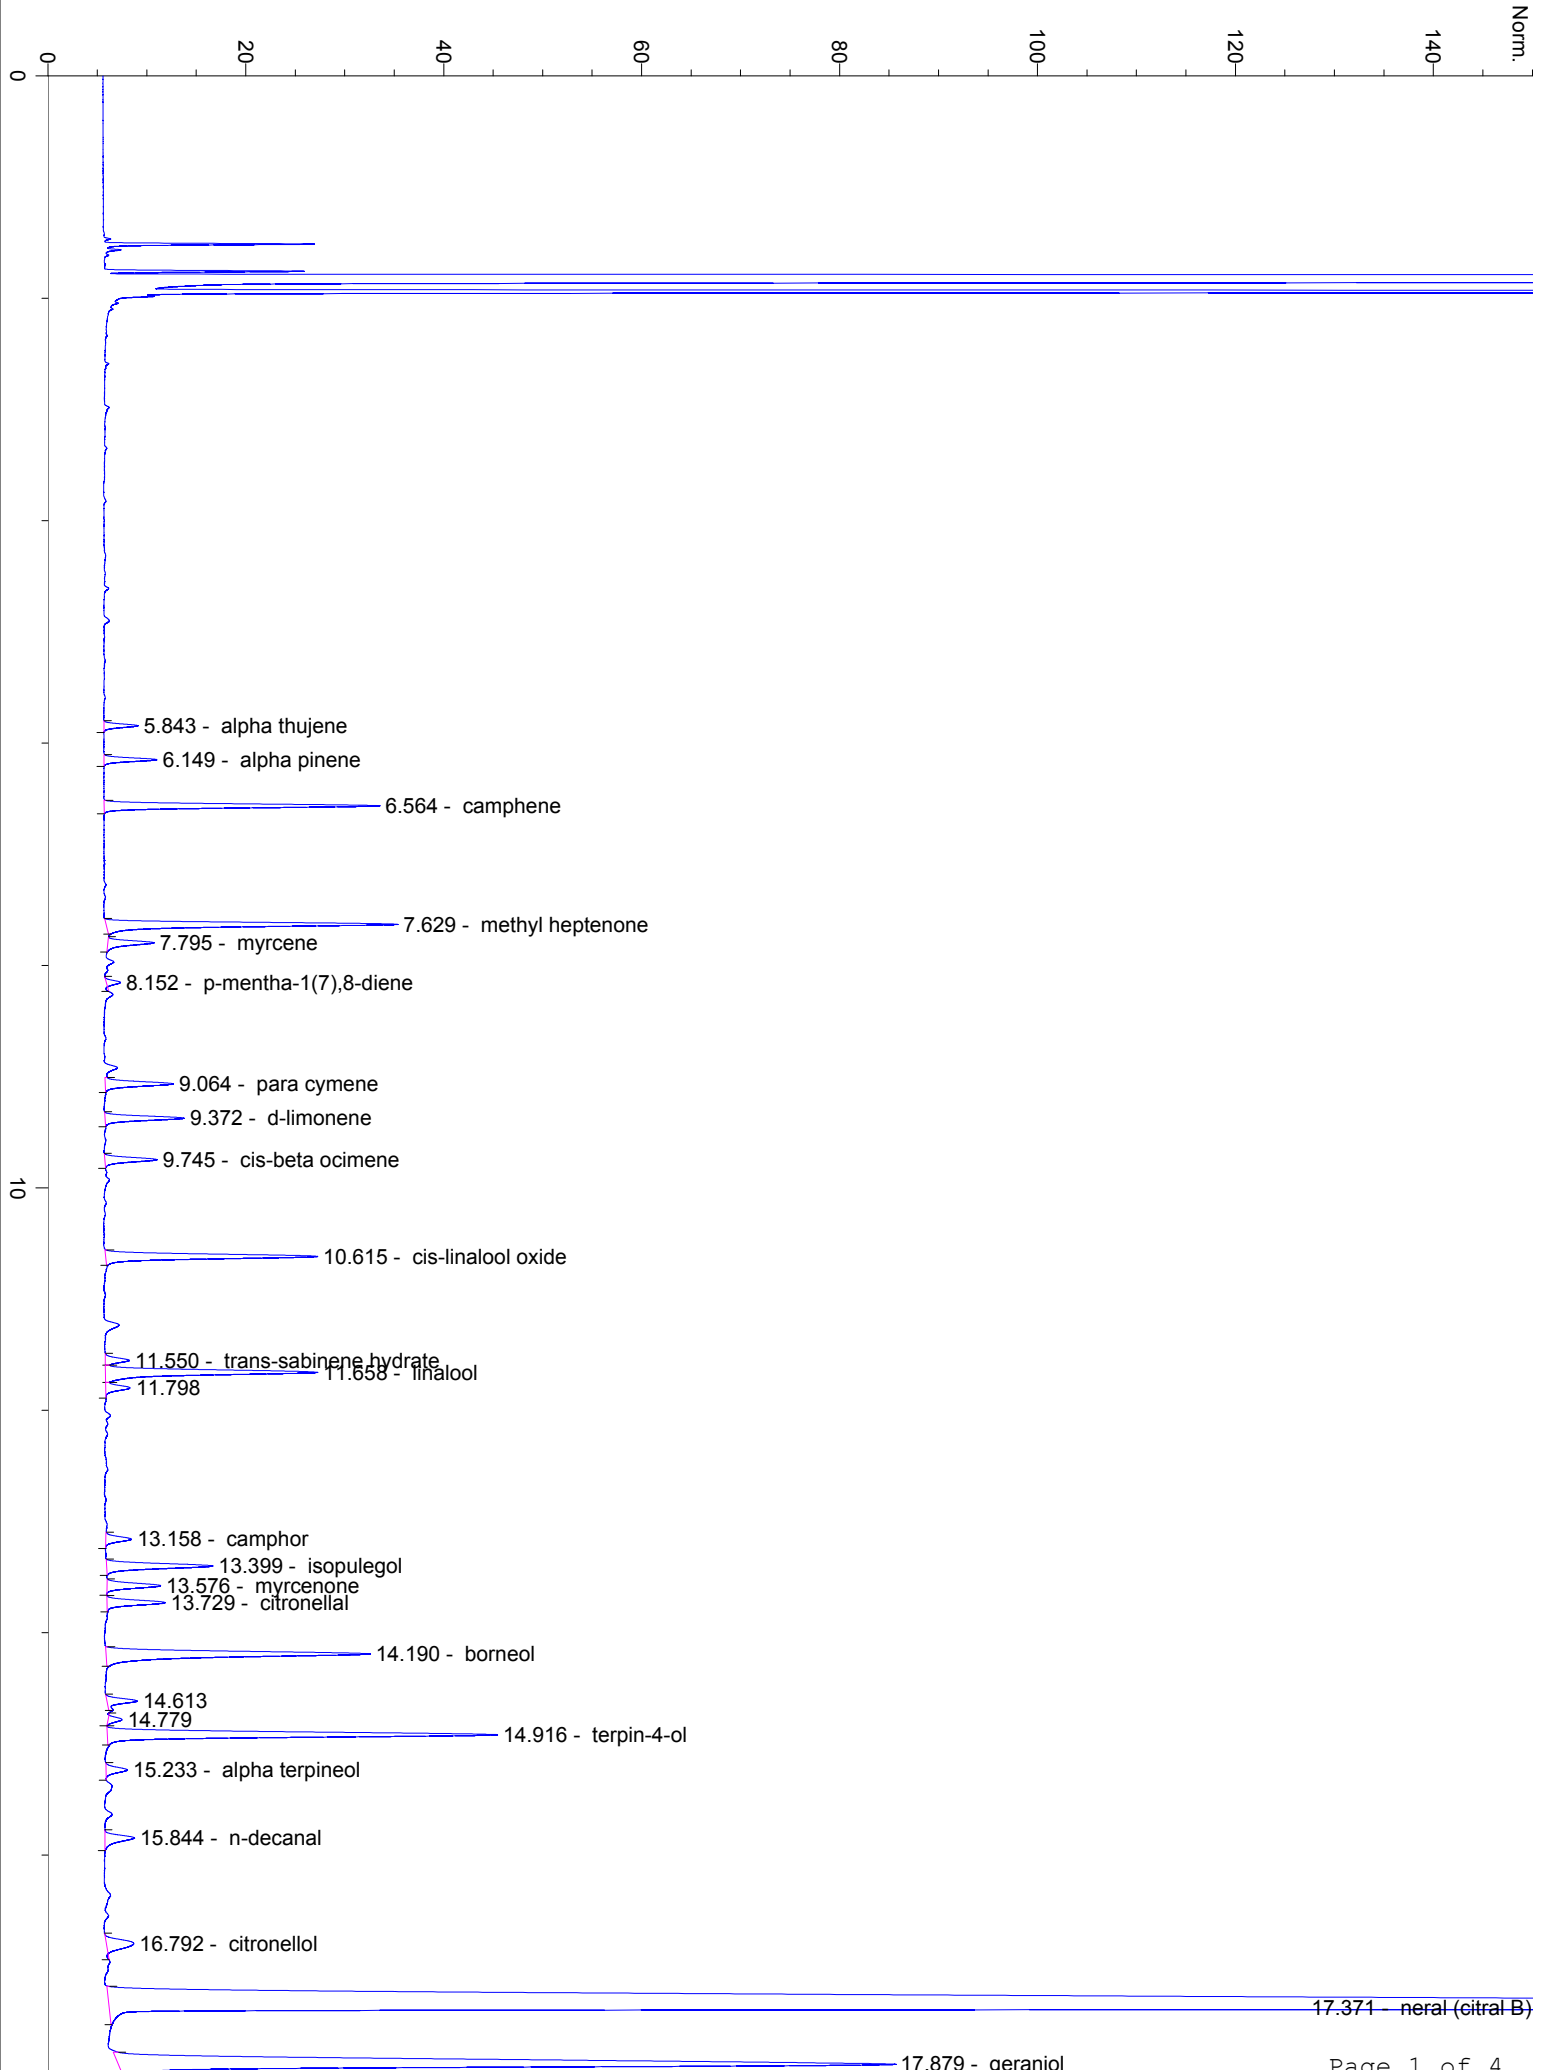 Norm.
0
20
40
60
80
100
120
140
0
5.843 - alpha thujene
6.149 - alpha pinene
6.564 - camphene
7.629 - methyl heptenone
7.795 - myrcene
8.152 - p-mentha-1(7),8-diene
9.064 - para cymene
9.372 - d-limonene
9.745 - cis-beta ocimene
10
10.615 - cis-linalool oxide
11.550 - trans-sabinene hydrate
11.658 - linalool
11.798
13.158 - camphor
13.399 - isopulegol
13.576 - myrcenone
13.729 - citronellal
14.190 - borneol
14.613
14.779
14.916 - terpin-4-ol
15.233 - alpha terpineol
15.844 - n-decanal
16.792 - citronellol
17.371 - neral (citral B)
17.879 - geraniol
Page 1 of 4